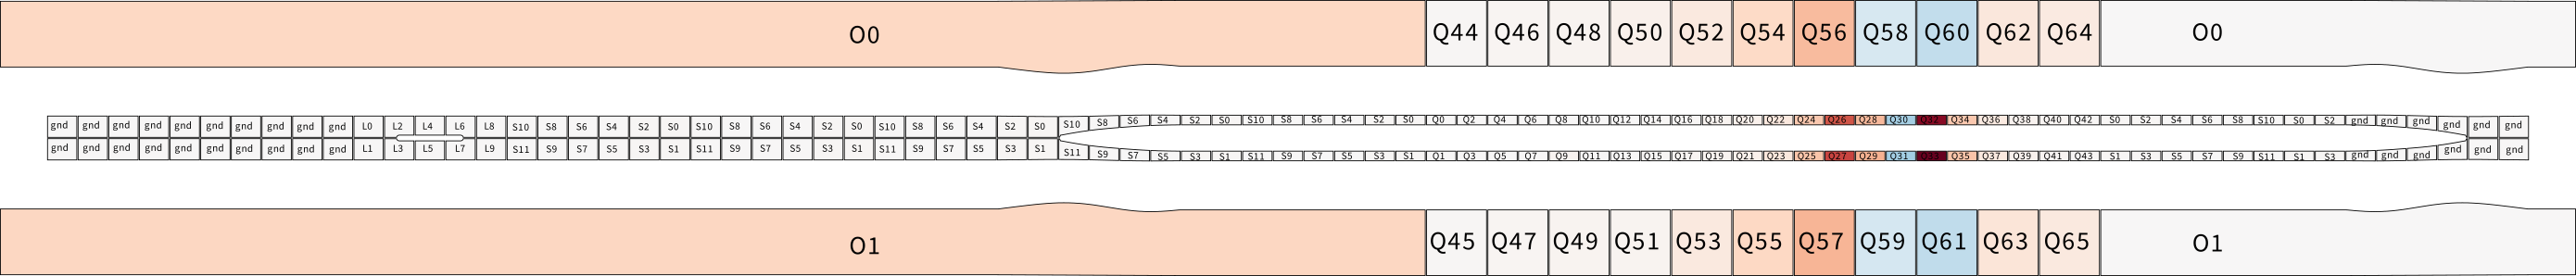 O0 Q44 Q46 Q48 Q50 Q52 Q54 Q56 Q58 Q60 Q62 Q64 O0
gnd gnd gnd gnd gnd gnd gnd gnd gnd gnd L0 L2 L4 L6 L8 S10 S8 S6 S4 S2 S0 S10 S8 S6 S4 S2 S0 S10 S8 S6 S4 S2 S0 S10 S8 S6 S4 S2 S0 S10 S8 S6 S4 S2 S0 Q0 Q2 Q4 Q6 Q8 Q10 Q12 Q14 Q16 Q18 Q20 Q22 Q24 Q26 Q28 Q30 Q32 Q34 Q36 Q38 Q40 Q42 S0 S2 S4 S6 S8 S10 S0 S2 gnd gnd gnd gnd gnd gnd
gnd gnd gnd gnd gnd gnd gnd gnd gnd gnd L1 L3 L5 L7 L9 S11 S9 S7 S5 S3 S1 S11 S9 S7 S5 S3 S1 S11 S9 S7 S5 S3 S1 S11 S9 S7 S5 S3 S1 S11 S9 S7 S5 S3 S1 Q1 Q3 Q5 Q7 Q9 Q11 Q13 Q15 Q17 Q19 Q21 Q23 Q25 Q27 Q29 Q31 Q33 Q35 Q37 Q39 Q41 Q43 S1 S3 S5 S7 S9 S11 S1 S3 gnd gnd gnd gnd gnd gnd
O1 Q45 Q47 Q49 Q51 Q53 Q55 Q57 Q59 Q61 Q63 Q65 O1